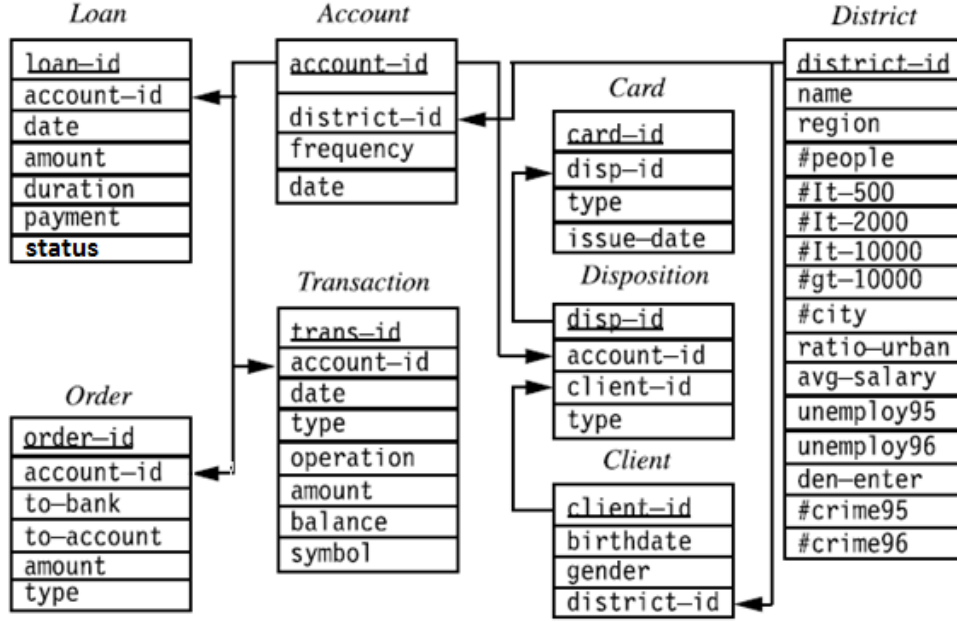 Loan
loan–id
account–id
date
amount
duration
payment
status
Account
account–id
district–id
frequency
date
Card
card–id
disp–id
type
issue–date
District
district–id
name
region
#people
#It–500
#It–2000
#It–10000
#gt–10000
#city
ratio–urban
avg–salary
unemploy95
unemploy96
den–enter
#crime95
#crime96
Order
order–id
account–id
to–bank
to–account
amount
type
Transaction
trans–id
account–id
date
type
operation
amount
balance
symbol
Disposition
disp–id
account–id
client–id
type
Client
client–id
birthdate
gender
district–id